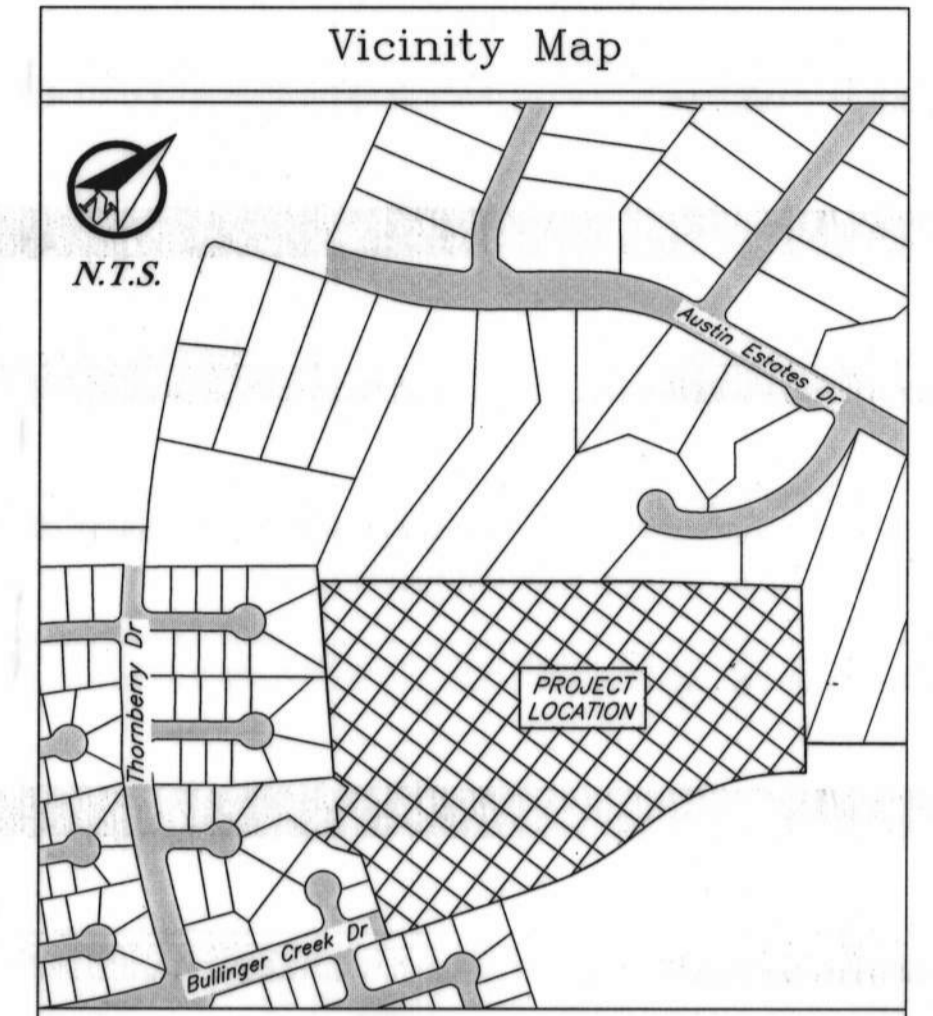 Vicinity Map
N
N.T.S.
Austin Estates Dr
PROJECT
LOCATION
Thornberry Dr
Bullinger Creek Dr